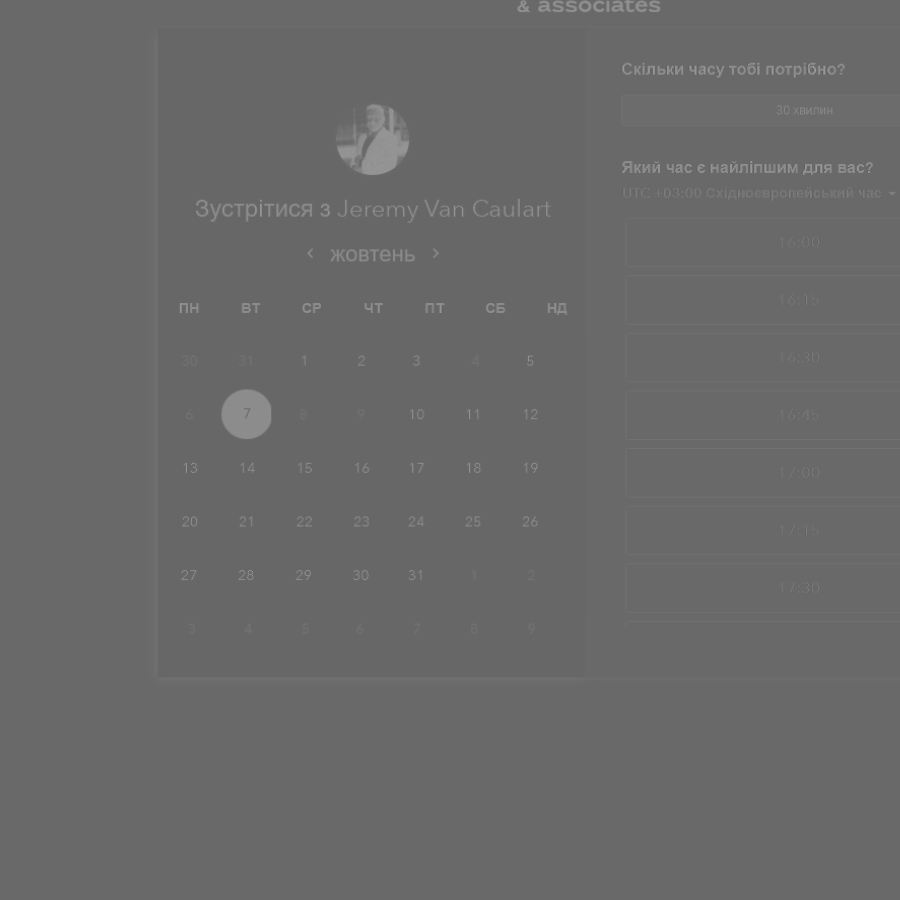 & associates
Зустрітися з Jeremy Van Caulart
жовтень
ПН ВТ СР ЧТ ПТ СБ НД
30 31 1 2 3 4 5
6 7 8 9 10 11 12
13 14 15 16 17 18 19
20 21 22 23 24 25 26
27 28 29 30 31 1 2
3 4 5 6 7 8 9
Скільки часу тобі потрібно?
30 хвилин
Який час є найліпшим для вас?
UTC +03:00 Східноєвропейський час
16:00
16:15
16:30
16:45
17:00
17:15
17:30